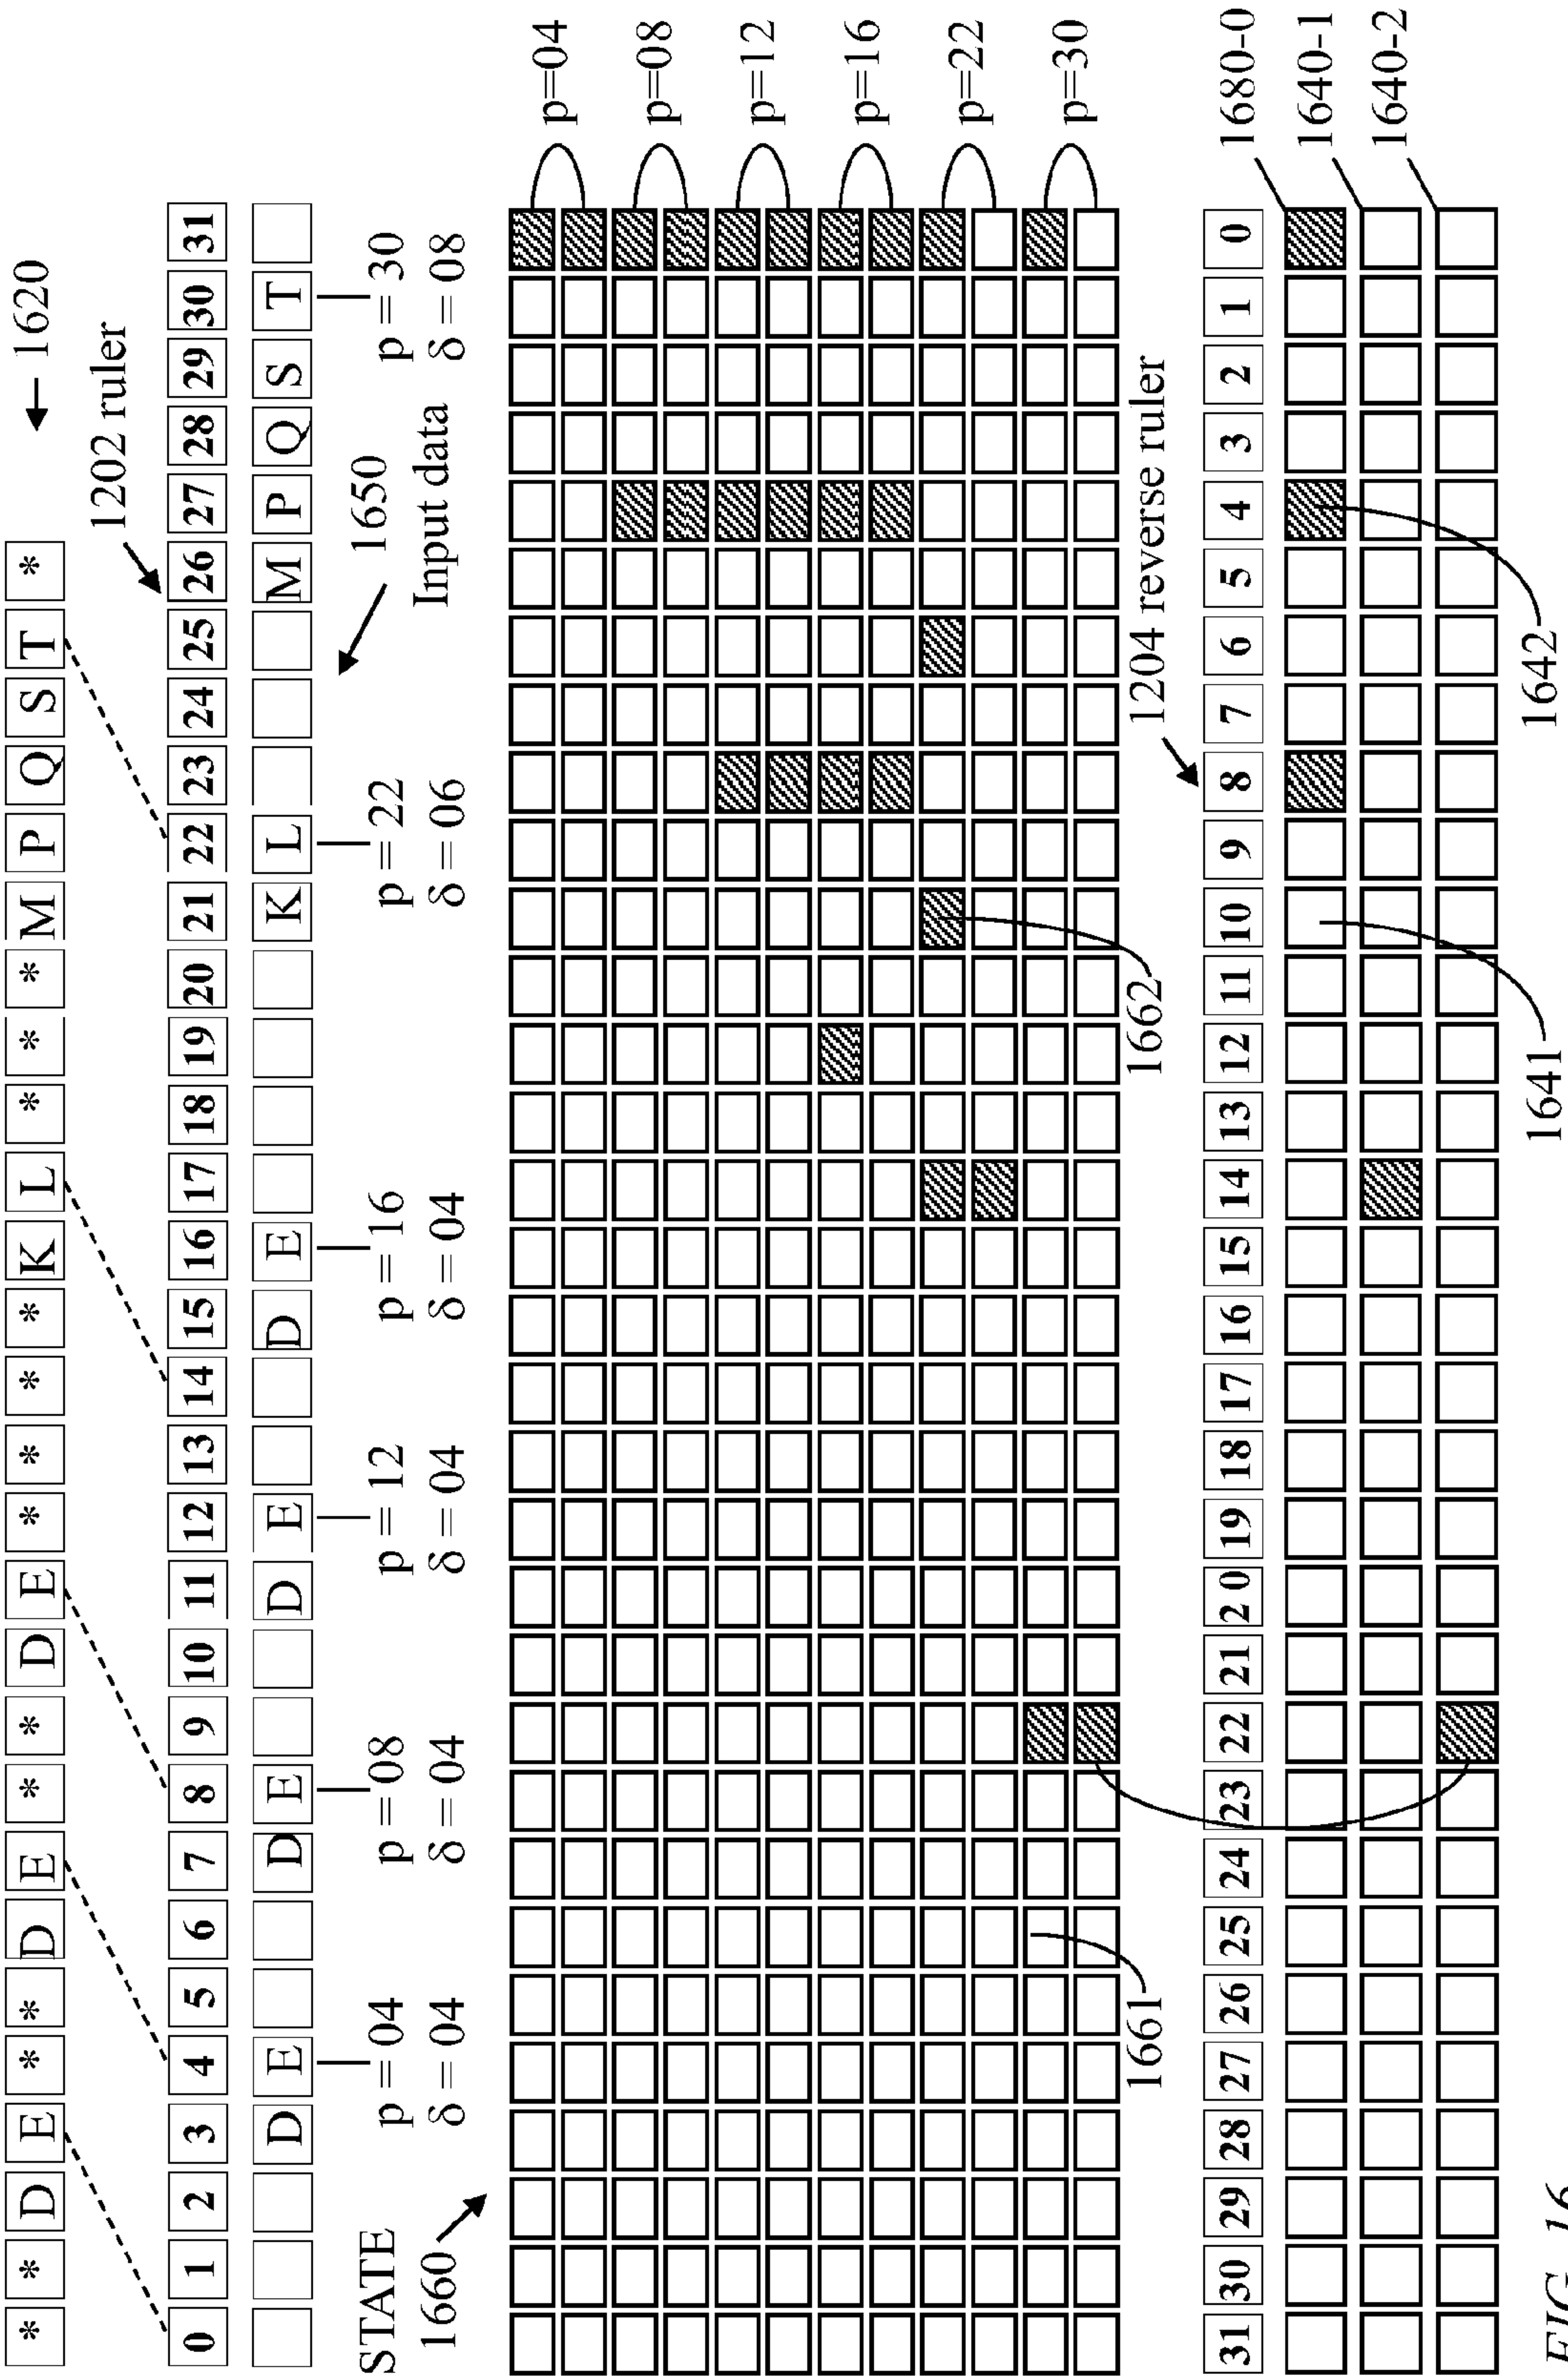 * * D E * * D E * * D E * * * * K L * * * M P Q S T * ← 1620
1202 ruler
0 1 2 3 4 5 6 7 8 9 10 11 12 13 14 15 16 17 18 19 20 21 22 23 24 25 26 27 28 29 30 31
D E D E D E D E K L M P Q S T
1650
p = 04 p = 08 p = 12 p = 16 p = 22 p = 30
δ = 04 δ = 04 δ = 04 δ = 04 δ = 06 δ = 08
Input data
STATE
1660
p=04
p=08
p=12
p=16
p=22
p=30
1661 1662 1204 reverse ruler
31 30 29 28 27 26 25 24 23 22 21 20 19 18 17 16 15 14 13 12 11 10 9 8 7 6 5 4 3 2 1 0
1680-0
1640-1
1640-2
1641 1642
FIG. 16